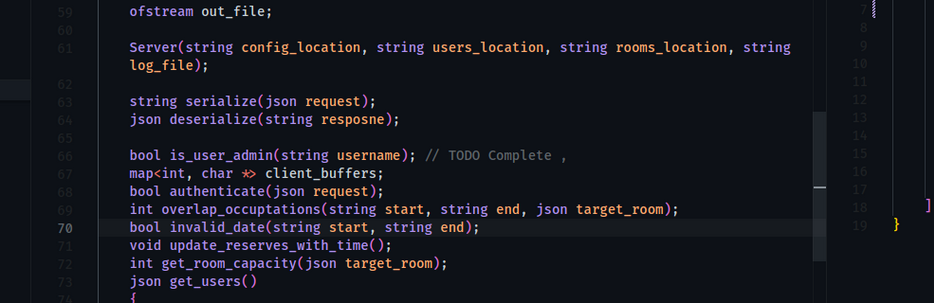 59 ofstream out_file;
60
61 Server(string config_location, string users_location, string rooms_location, string
log_file);
62
63 string serialize(json request);
64 json deserialize(string resposne);
65
66 bool is_user_admin(string username); // TODO Complete ,
67 map<int, char *> client_buffers;
68 bool authenticate(json request);
69 int overlap_occuptations(string start, string end, json target_room);
70 bool invalid_date(string start, string end);
71 void update_reserves_with_time();
72 int get_room_capacity(json target_room);
73 json get_users()
74 {
7
8
9
10
11
12
13
14
15
16
17
18 ]
19 }